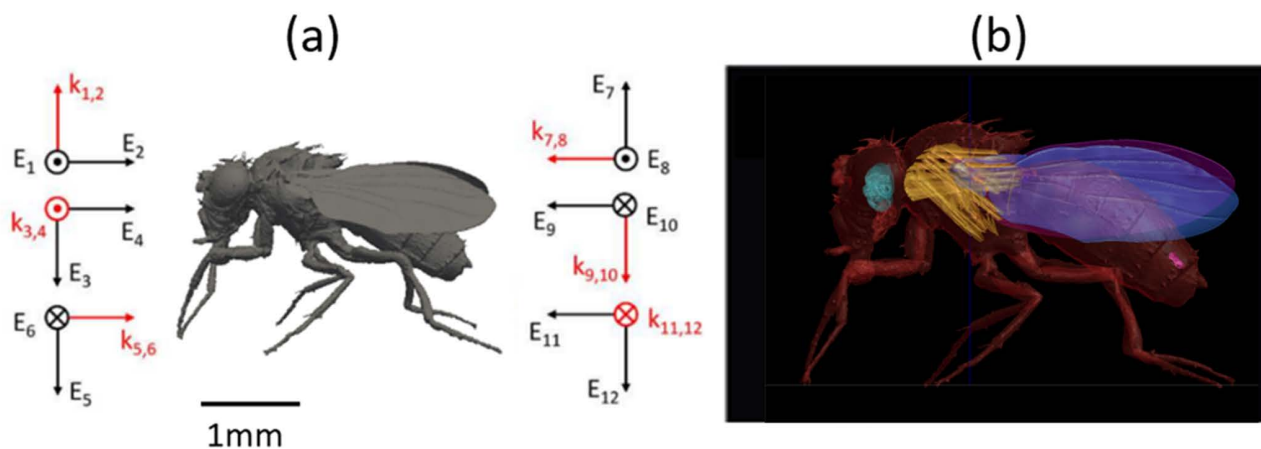 (a)
(b)
k1,2
E1
E2
k3,4
E4
E3
E6
k5,6
E5
1mm
E7
k7,8
E8
E9
E10
k9,10
E11
k11,12
E12